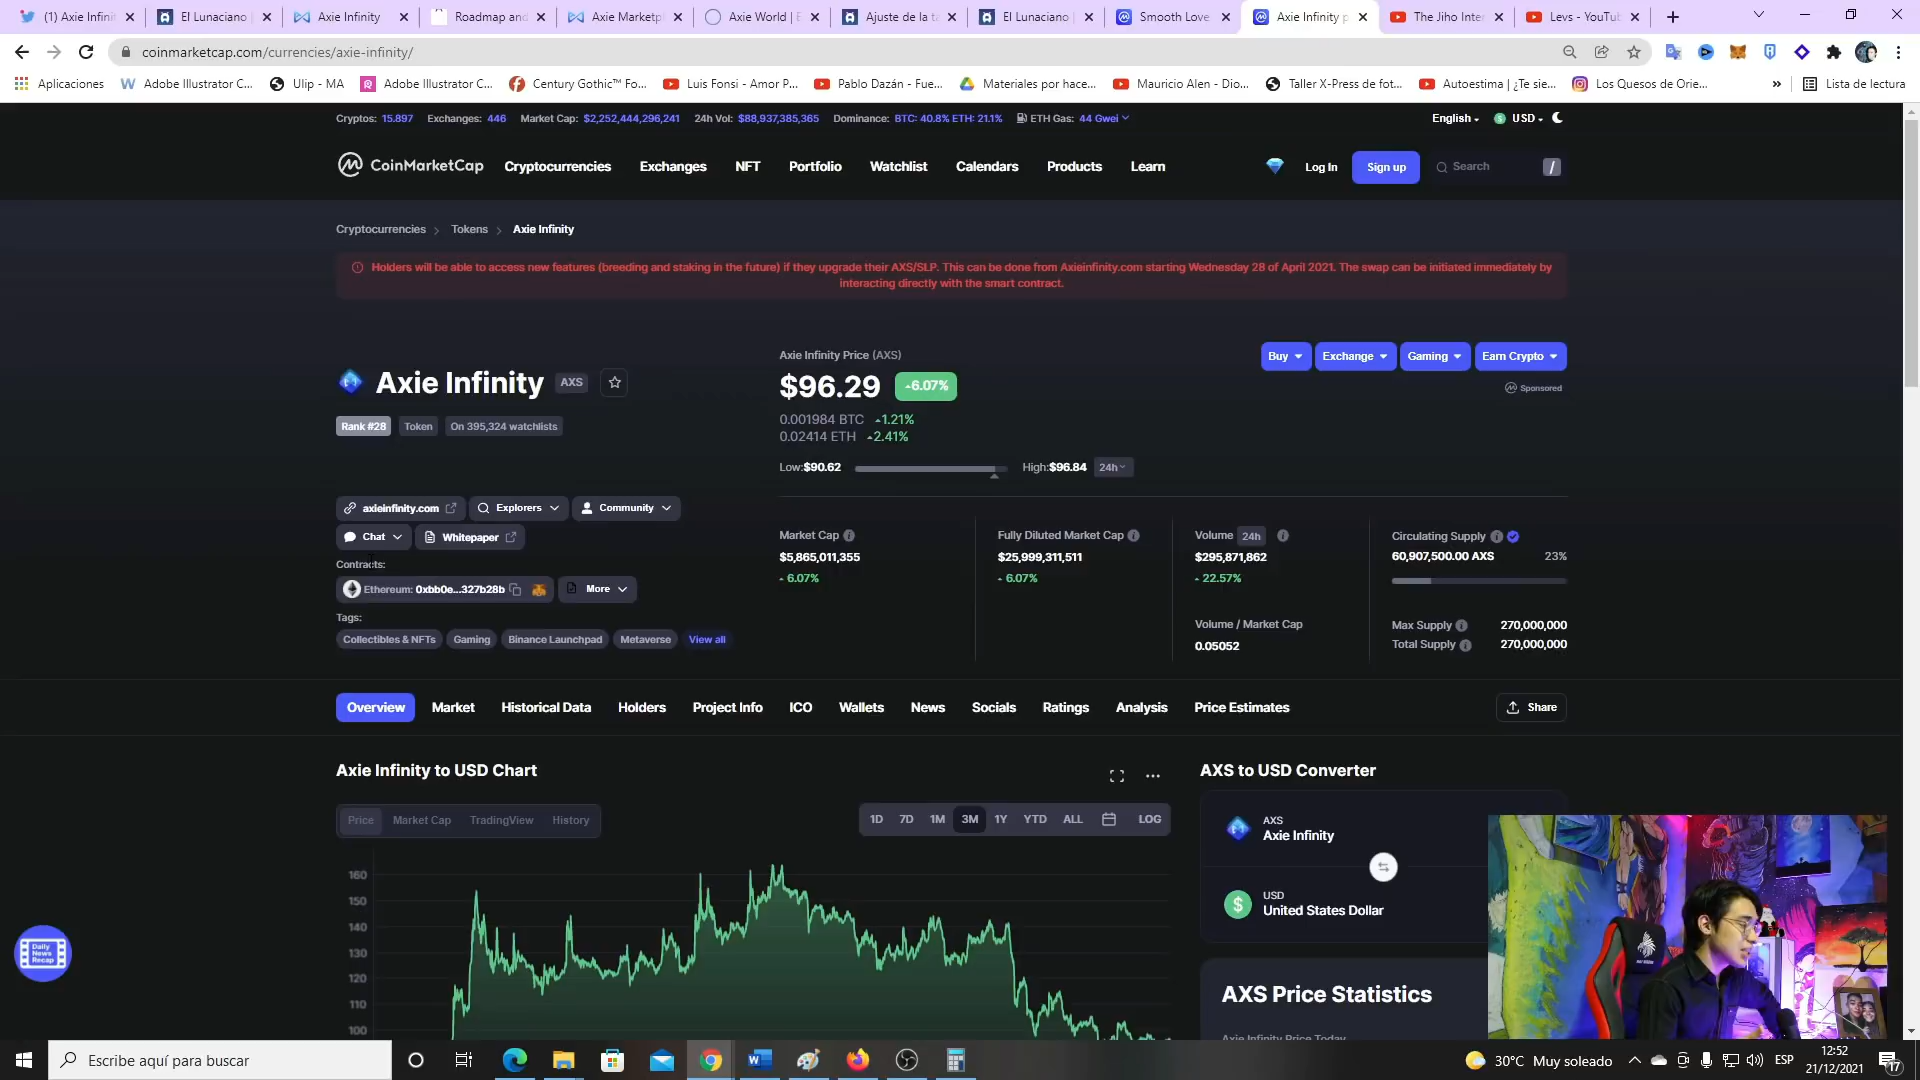 (1) Axie Infinit
El Lunaciano
Axie Infinity
Roadmap and
Axie Marketpl
Axie World | E
Ajuste de la ta
El Lunaciano |
Smooth Love
Axie Infinity p
The Jiho Inter
Levs - YouTub
coinmarketcap.com/currencies/axie-infinity/
Aplicaciones
Adobe Illustrator C...
Ulip - MA
Adobe Illustrator C...
Century Gothic™ Fo...
Luis Fonsi - Amor P...
Pablo Dazán - Fue...
Materiales por hace...
Mauricio Alen - Dio...
Taller X-Press de fot...
Autoestima | ¿Te sie...
Los Quesos de Orie...
»
Lista de lectura
Cryptos: 15.897 Exchanges: 446 Market Cap: $2,252,444,296,241 24h Vol: $88,937,385,365 Dominance: BTC: 40.8% ETH: 21.1% ETH Gas: 44 Gwei
English
USD
CoinMarketCap
Cryptocurrencies
Exchanges
NFT
Portfolio
Watchlist
Calendars
Products
Learn
Log In
Sign up
Search
/
Cryptocurrencies > Tokens > Axie Infinity
Holders will be able to access new features (breeding and staking in the future) if they upgrade their AXS/SLP. This can be done from Axieinfinity.com starting Wednesday 28 of April 2021. The swap can be initiated immediately by
interacting directly with the smart contract.
Axie Infinity AXS
Rank #28
Token
On 395,324 watchlists
Axie Infinity Price (AXS)
$96.29 6.07%
0.001984 BTC 1.21%
0.02414 ETH 2.41%
Low:$90.62
High:$96.84 24h
Buy
Exchange
Gaming
Earn Crypto
Sponsored
axieinfinity.com
Explorers
Community
Chat
Whitepaper
Contracts:
Ethereum: 0xbb0e...327b28b
More
Tags:
Collectibles & NFTs
Gaming
Binance Launchpad
Metaverse
View all
Market Cap
$5,865,011,355
6.07%
Fully Diluted Market Cap
$25,999,311,511
6.07%
Volume 24h
$295,871,862
22.57%
Volume / Market Cap
0.05052
Circulating Supply
60,907,500.00 AXS 23%
Max Supply 270,000,000
Total Supply 270,000,000
Overview
Market
Historical Data
Holders
Project Info
ICO
Wallets
News
Socials
Ratings
Analysis
Price Estimates
Share
Axie Infinity to USD Chart
Price
Market Cap
TradingView
History
1D
7D
1M
3M
1Y
YTD
ALL
LOG
160
150
140
130
120
110
100
AXS to USD Converter
AXS
Axie Infinity
USD
United States Dollar
AXS Price Statistics
Axie Infinity Price Today
Daily
News
Recap
Escribe aquí para buscar
30°C Muy soleado
ESP
12:52
21/12/2021
17